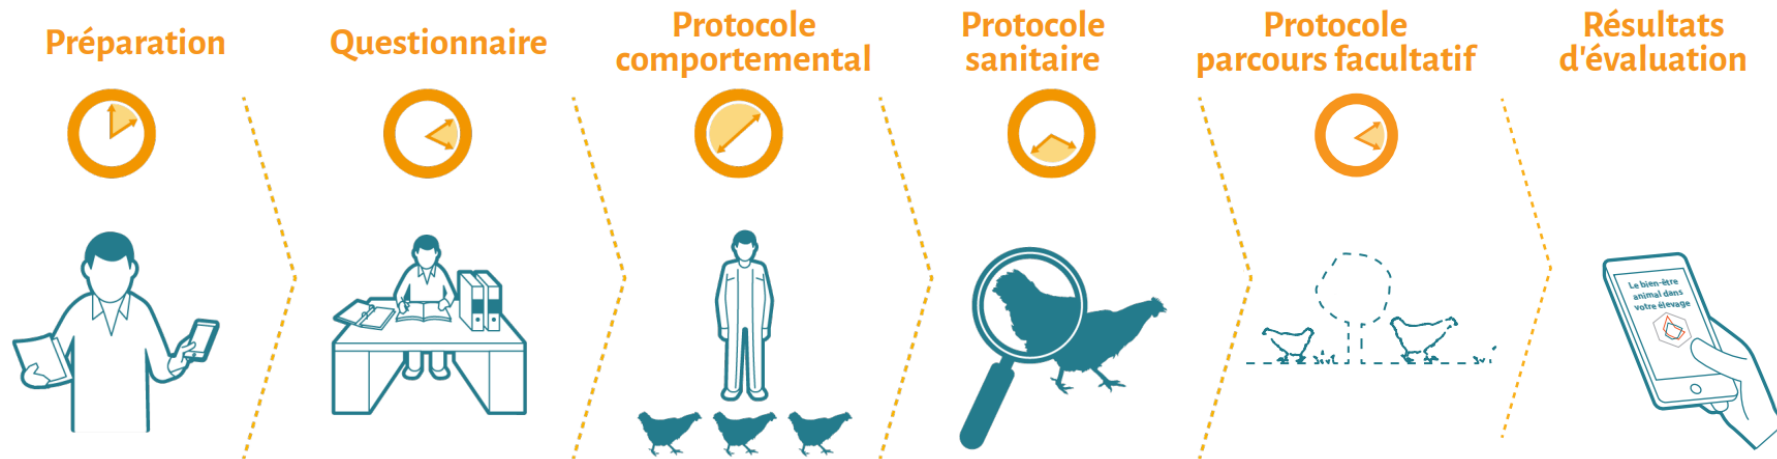 Préparation
Questionnaire
Protocole
comportemental
Protocole
sanitaire
Protocole
parcours facultatif
Résultats
d'évaluation
Le bien-être
animal dans
votre élevage